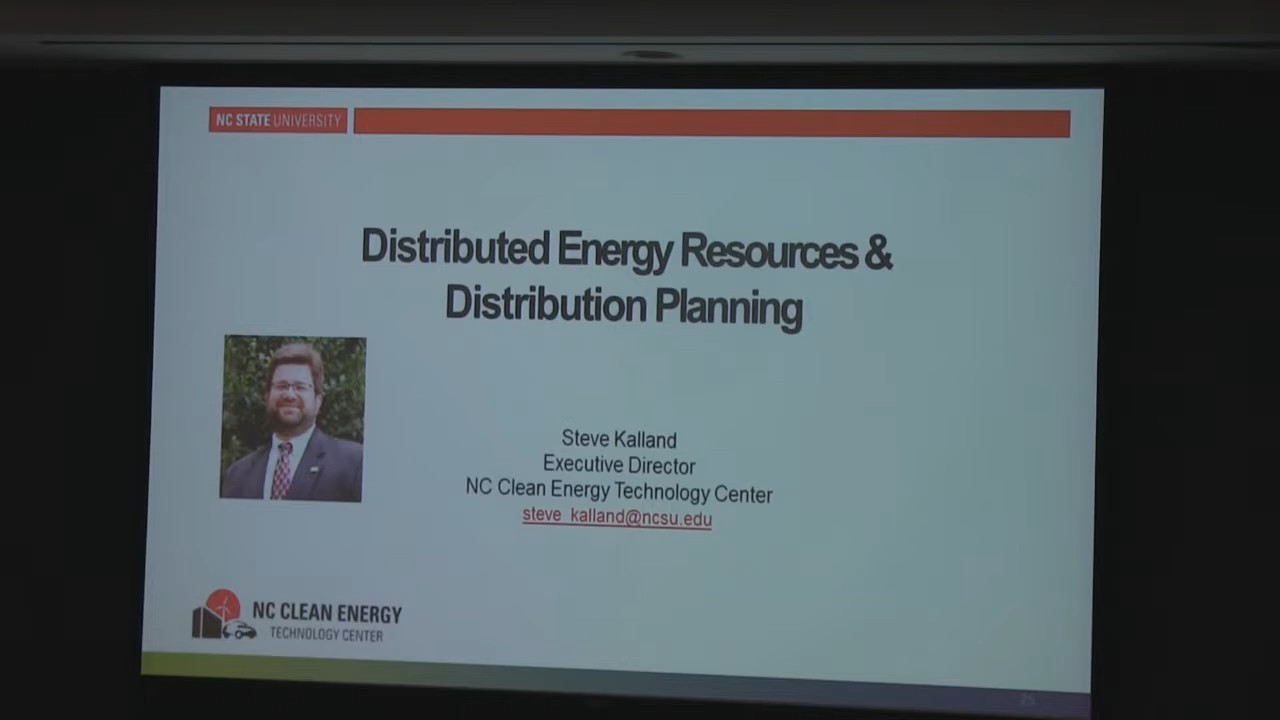 NC STATE UNIVERSITY
Distributed Energy Resources &
Distribution Planning
Steve Kalland
Executive Director
NC Clean Energy Technology Center
steve_kalland@ncsu.edu
NC CLEAN ENERGY
TECHNOLOGY CENTER